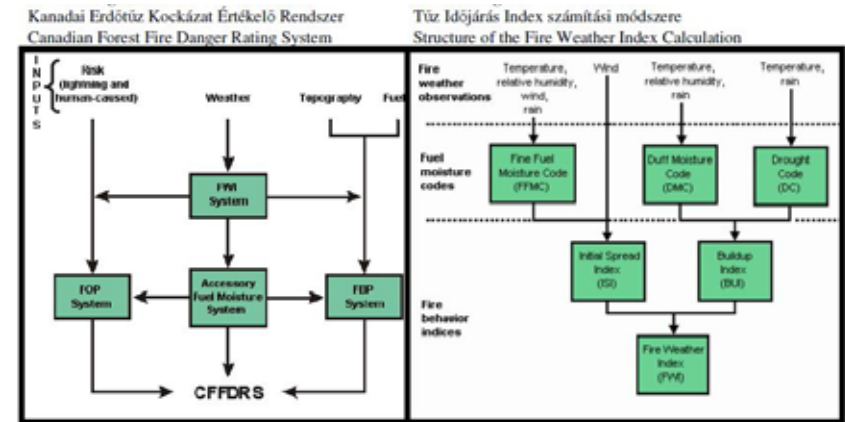 Kanadai Erdőtűz Kockázat Értékelő Rendszer
Canadian Forest Fire Danger Rating System
INPUTS
Risk
(lightning and
human-caused)
Weather
Topography
Fuel
FWI
System
FOP
System
Accessory
Fuel Moisture
System
FBP
System
CFFDRS
Tűz Időjárás Index számítási módszere
Structure of the Fire Weather Index Calculation
Fire
weather
observations
Temperature,
relative humidity,
wind,
rain
Wind
Temperature,
relative humidity,
rain
Temperature,
rain
Fuel
moisture
codes
Fine Fuel
Moisture Code
(FFMC)
Duff Moisture
Code
(DMC)
Drought
Code
(DC)
Fire
behavior
indices
Initial Spread
Index
(ISI)
Buildup
Index
(BUI)
Fire Weather
Index
(FWI)